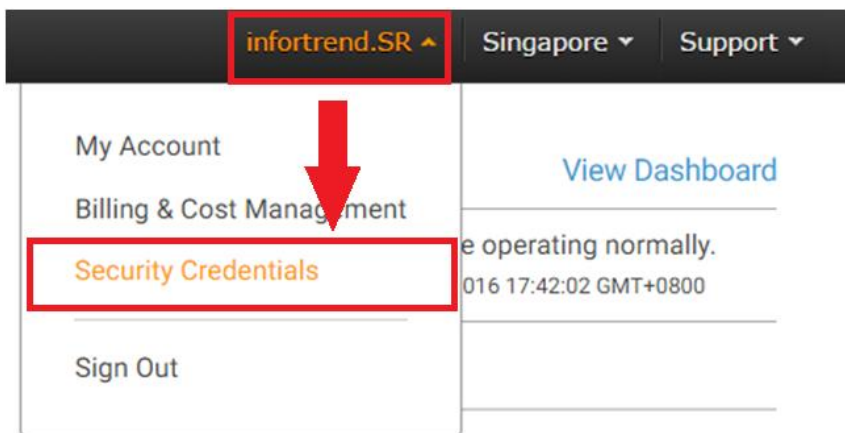 infortrend.SR Singapore Support
My Account
View Dashboard
Billing & Cost Management
e operating normally.
Security Credentials
016 17:42:02 GMT+0800
Sign Out